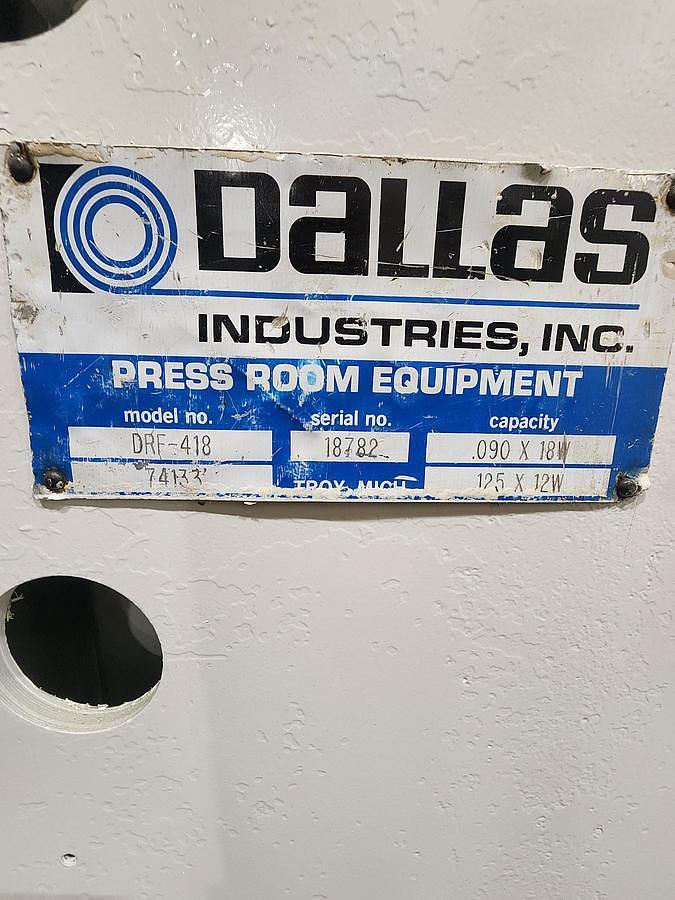 Dallas
INDUSTRIES, INC.
PRESS ROOM EQUIPMENT
model no. serial no. capacity
DRF-418 18782 .090 X 18W
74133 TROY, MICH 125 X 12W